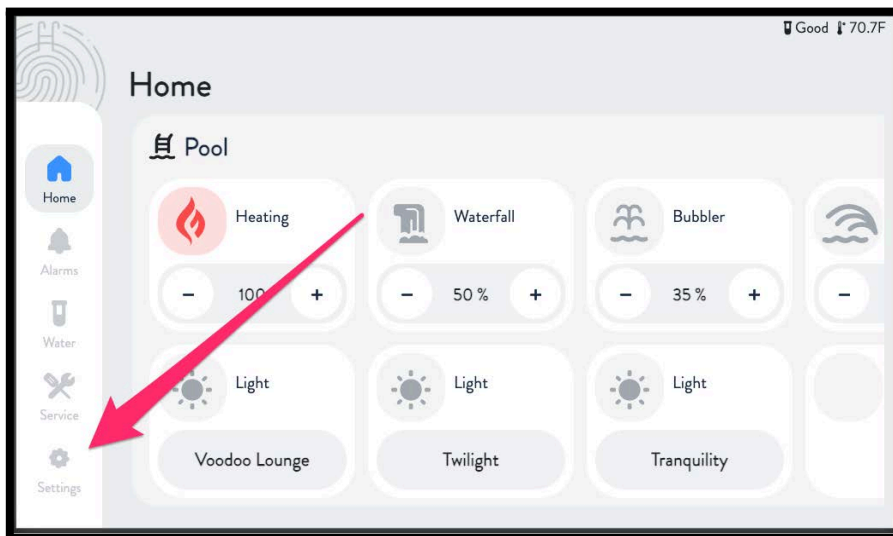 Good 70.7F
Home
Pool
Home
Heating
Waterfall
Bubbler
Alarms
- 100 +
- 50 % +
- 35 % +
-
Water
Light
Light
Light
Service
Voodoo Lounge
Twilight
Tranquility
Settings